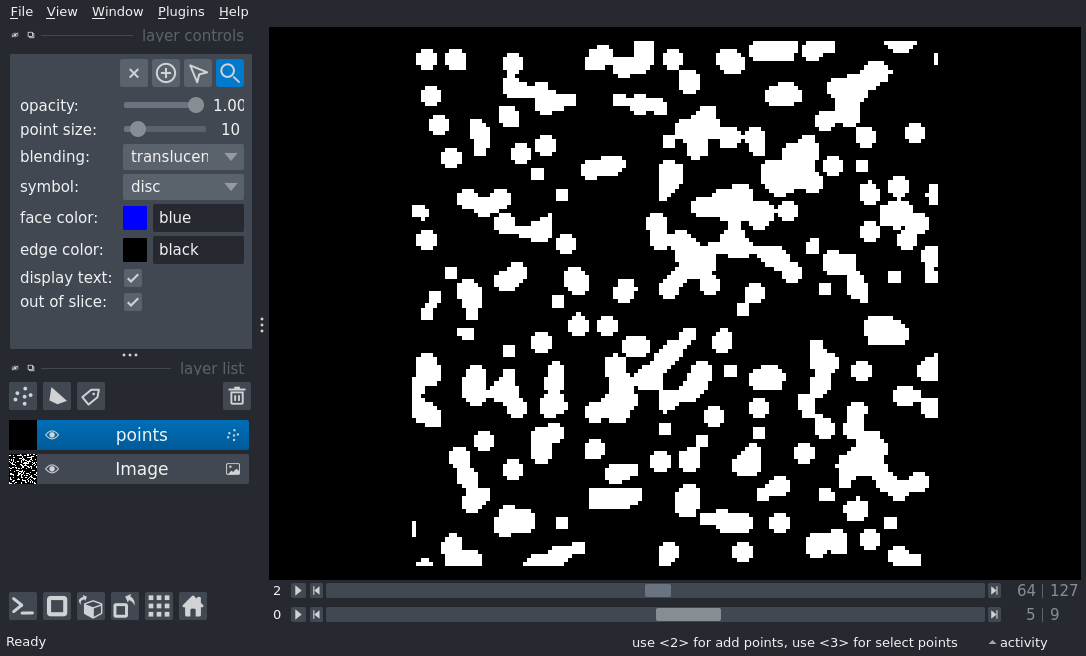 File View Window Plugins Help
layer controls
opacity: 1.00
point size: 10
blending: translucen
symbol: disc
face color: blue
edge color: black
display text:
out of slice:
layer list
points
Image
2 64 | 127
0 5 | 9
Ready use <2> for add points, use <3> for select points activity